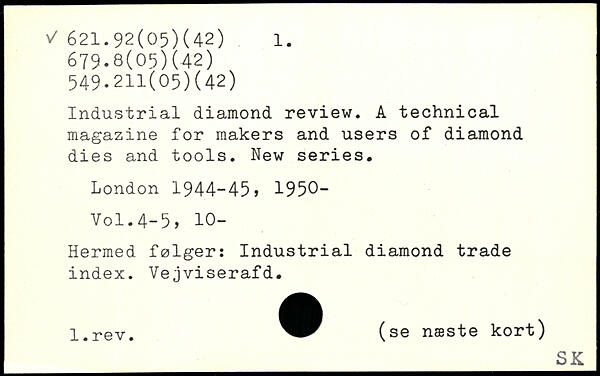 ✓ 621.92(05)(42) 1.
679.8(05)(42)
549.211(05)(42)
Industrial diamond review. A technical
magazine for makers and users of diamond
dies and tools. New series.
London 1944-45, 1950-
Vol.4-5, 10-
Hermed følger: Industrial diamond trade
index. Vejviserafd.
1.rev. (se næste kort)
SK